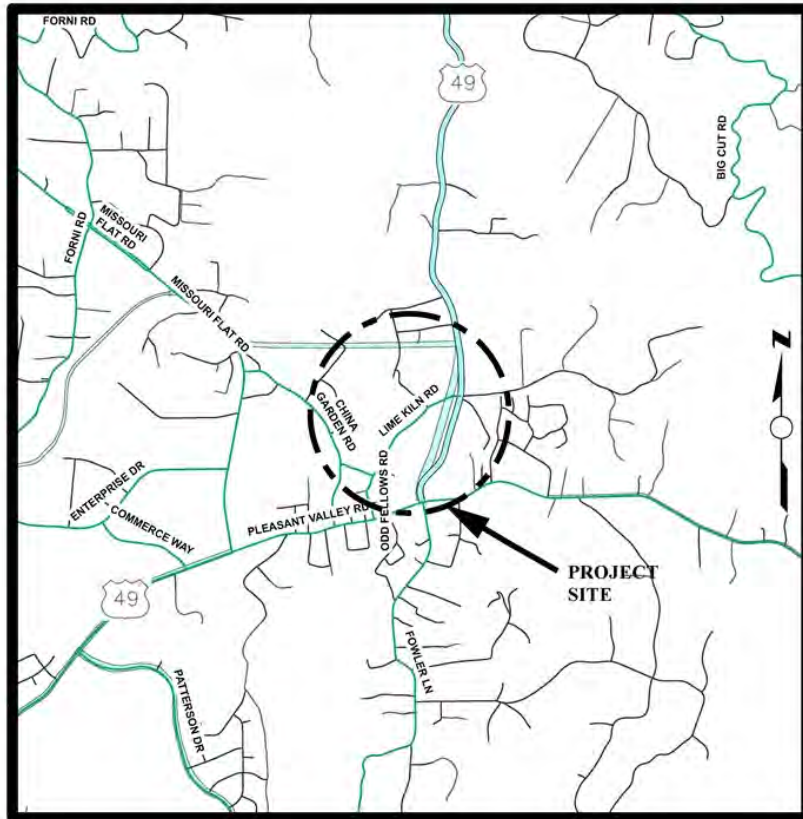 FORNI RD
49
BIG CUT RD
MISSOURI
FLAT RD
FORNI RD
MISSOURI FLAT RD
N
CHINA
GARDEN RD
LIME KILN RD
ODD FELLOWS RD
ENTERPRISE DR
COMMERCE WAY
PLEASANT VALLEY RD
49
PROJECT
SITE
FOWLER LN
PATTERSON DR